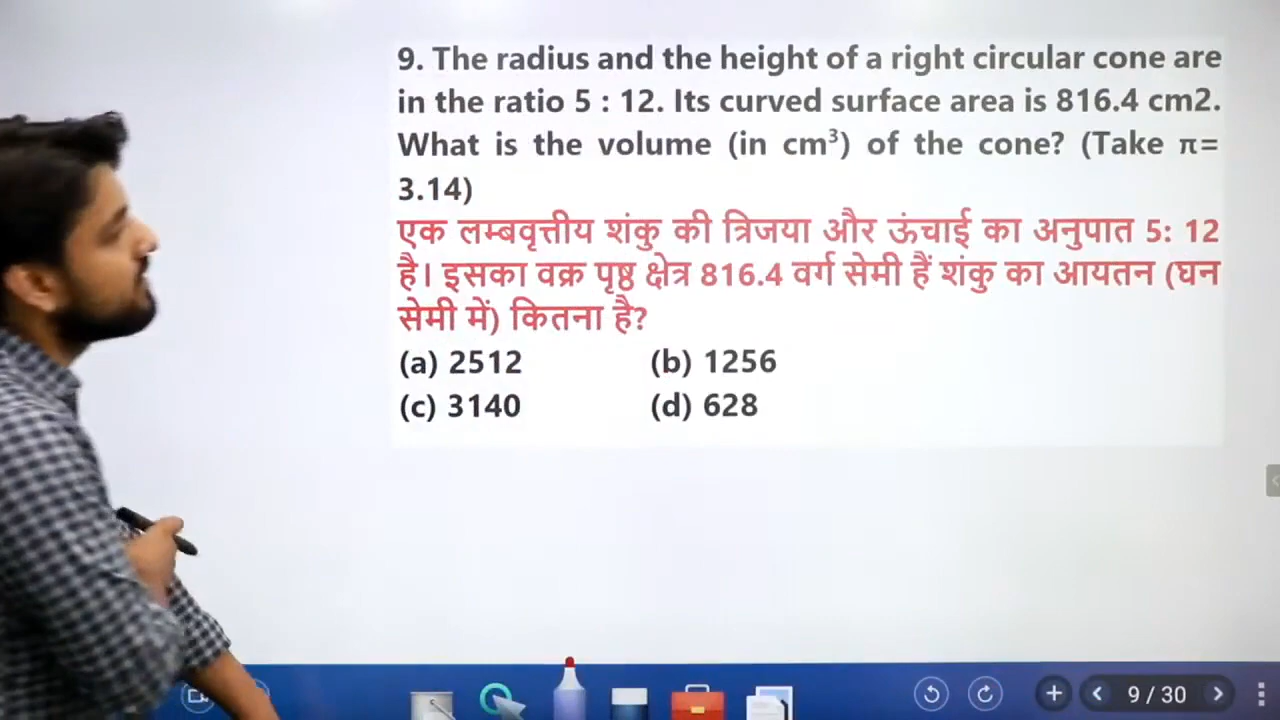 9. The radius and the height of a right circular cone are
in the ratio 5 : 12. Its curved surface area is 816.4 cm2.
What is the volume (in cm³) of the cone? (Take π=
3.14)
एक लम्बवृत्तीय शंकु की त्रिजया और ऊंचाई का अनुपात 5: 12
है। इसका वक्र पृष्ठ क्षेत्र 816.4 वर्ग सेमी हैं शंकु का आयतन (घन
सेमी में) कितना है?
(a) 2512 (b) 1256
(c) 3140 (d) 628
9 / 30